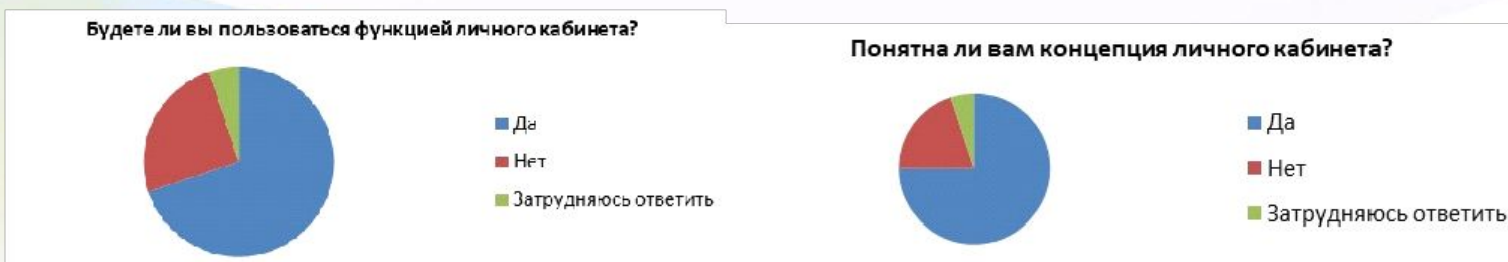 Будете ли вы пользоваться функцией личного кабинета?
Да
Нет
Затрудняюсь ответить
Понятна ли вам концепция личного кабинета?
Да
Нет
Затрудняюсь ответить